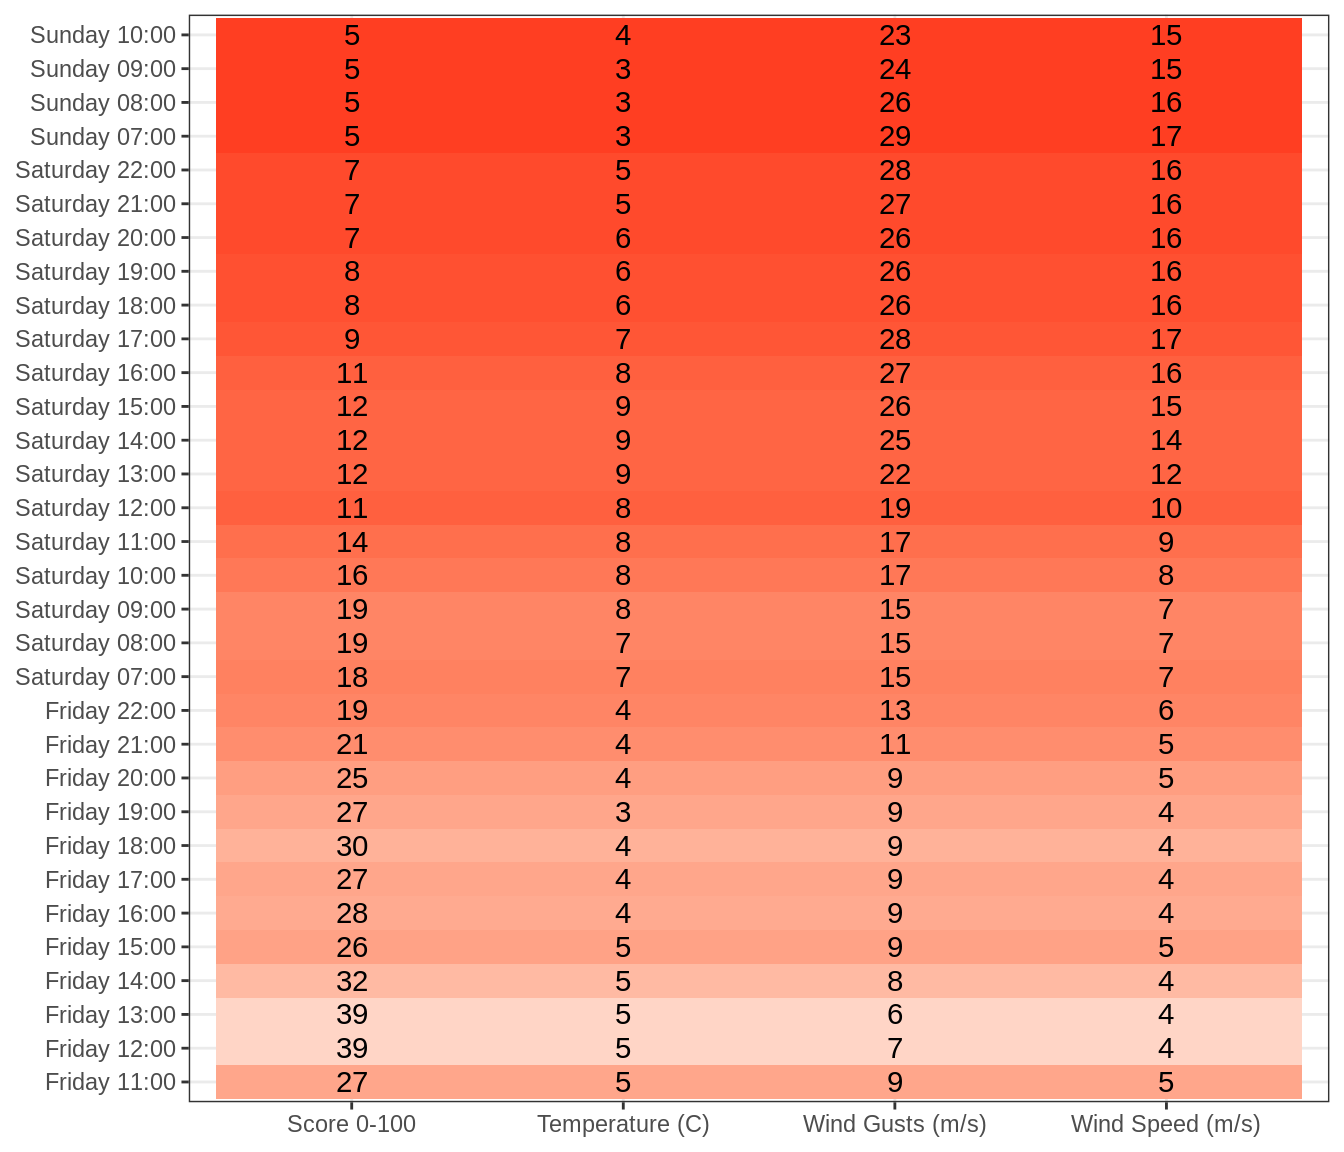 Sunday 10:00 5 4 23 15
Sunday 09:00 5 3 24 15
Sunday 08:00 5 3 26 16
Sunday 07:00 5 3 29 17
Saturday 22:00 7 5 28 16
Saturday 21:00 7 5 27 16
Saturday 20:00 7 6 26 16
Saturday 19:00 8 6 26 16
Saturday 18:00 8 6 26 16
Saturday 17:00 9 7 28 17
Saturday 16:00 11 8 27 16
Saturday 15:00 12 9 26 15
Saturday 14:00 12 9 25 14
Saturday 13:00 12 9 22 12
Saturday 12:00 11 8 19 10
Saturday 11:00 14 8 17 9
Saturday 10:00 16 8 17 8
Saturday 09:00 19 8 15 7
Saturday 08:00 19 7 15 7
Saturday 07:00 18 7 15 7
Friday 22:00 19 4 13 6
Friday 21:00 21 4 11 5
Friday 20:00 25 4 9 5
Friday 19:00 27 3 9 4
Friday 18:00 30 4 9 4
Friday 17:00 27 4 9 4
Friday 16:00 28 4 9 4
Friday 15:00 26 5 9 5
Friday 14:00 32 5 8 4
Friday 13:00 39 5 6 4
Friday 12:00 39 5 7 4
Friday 11:00 27 5 9 5
Score 0-100 Temperature (C) Wind Gusts (m/s) Wind Speed (m/s)